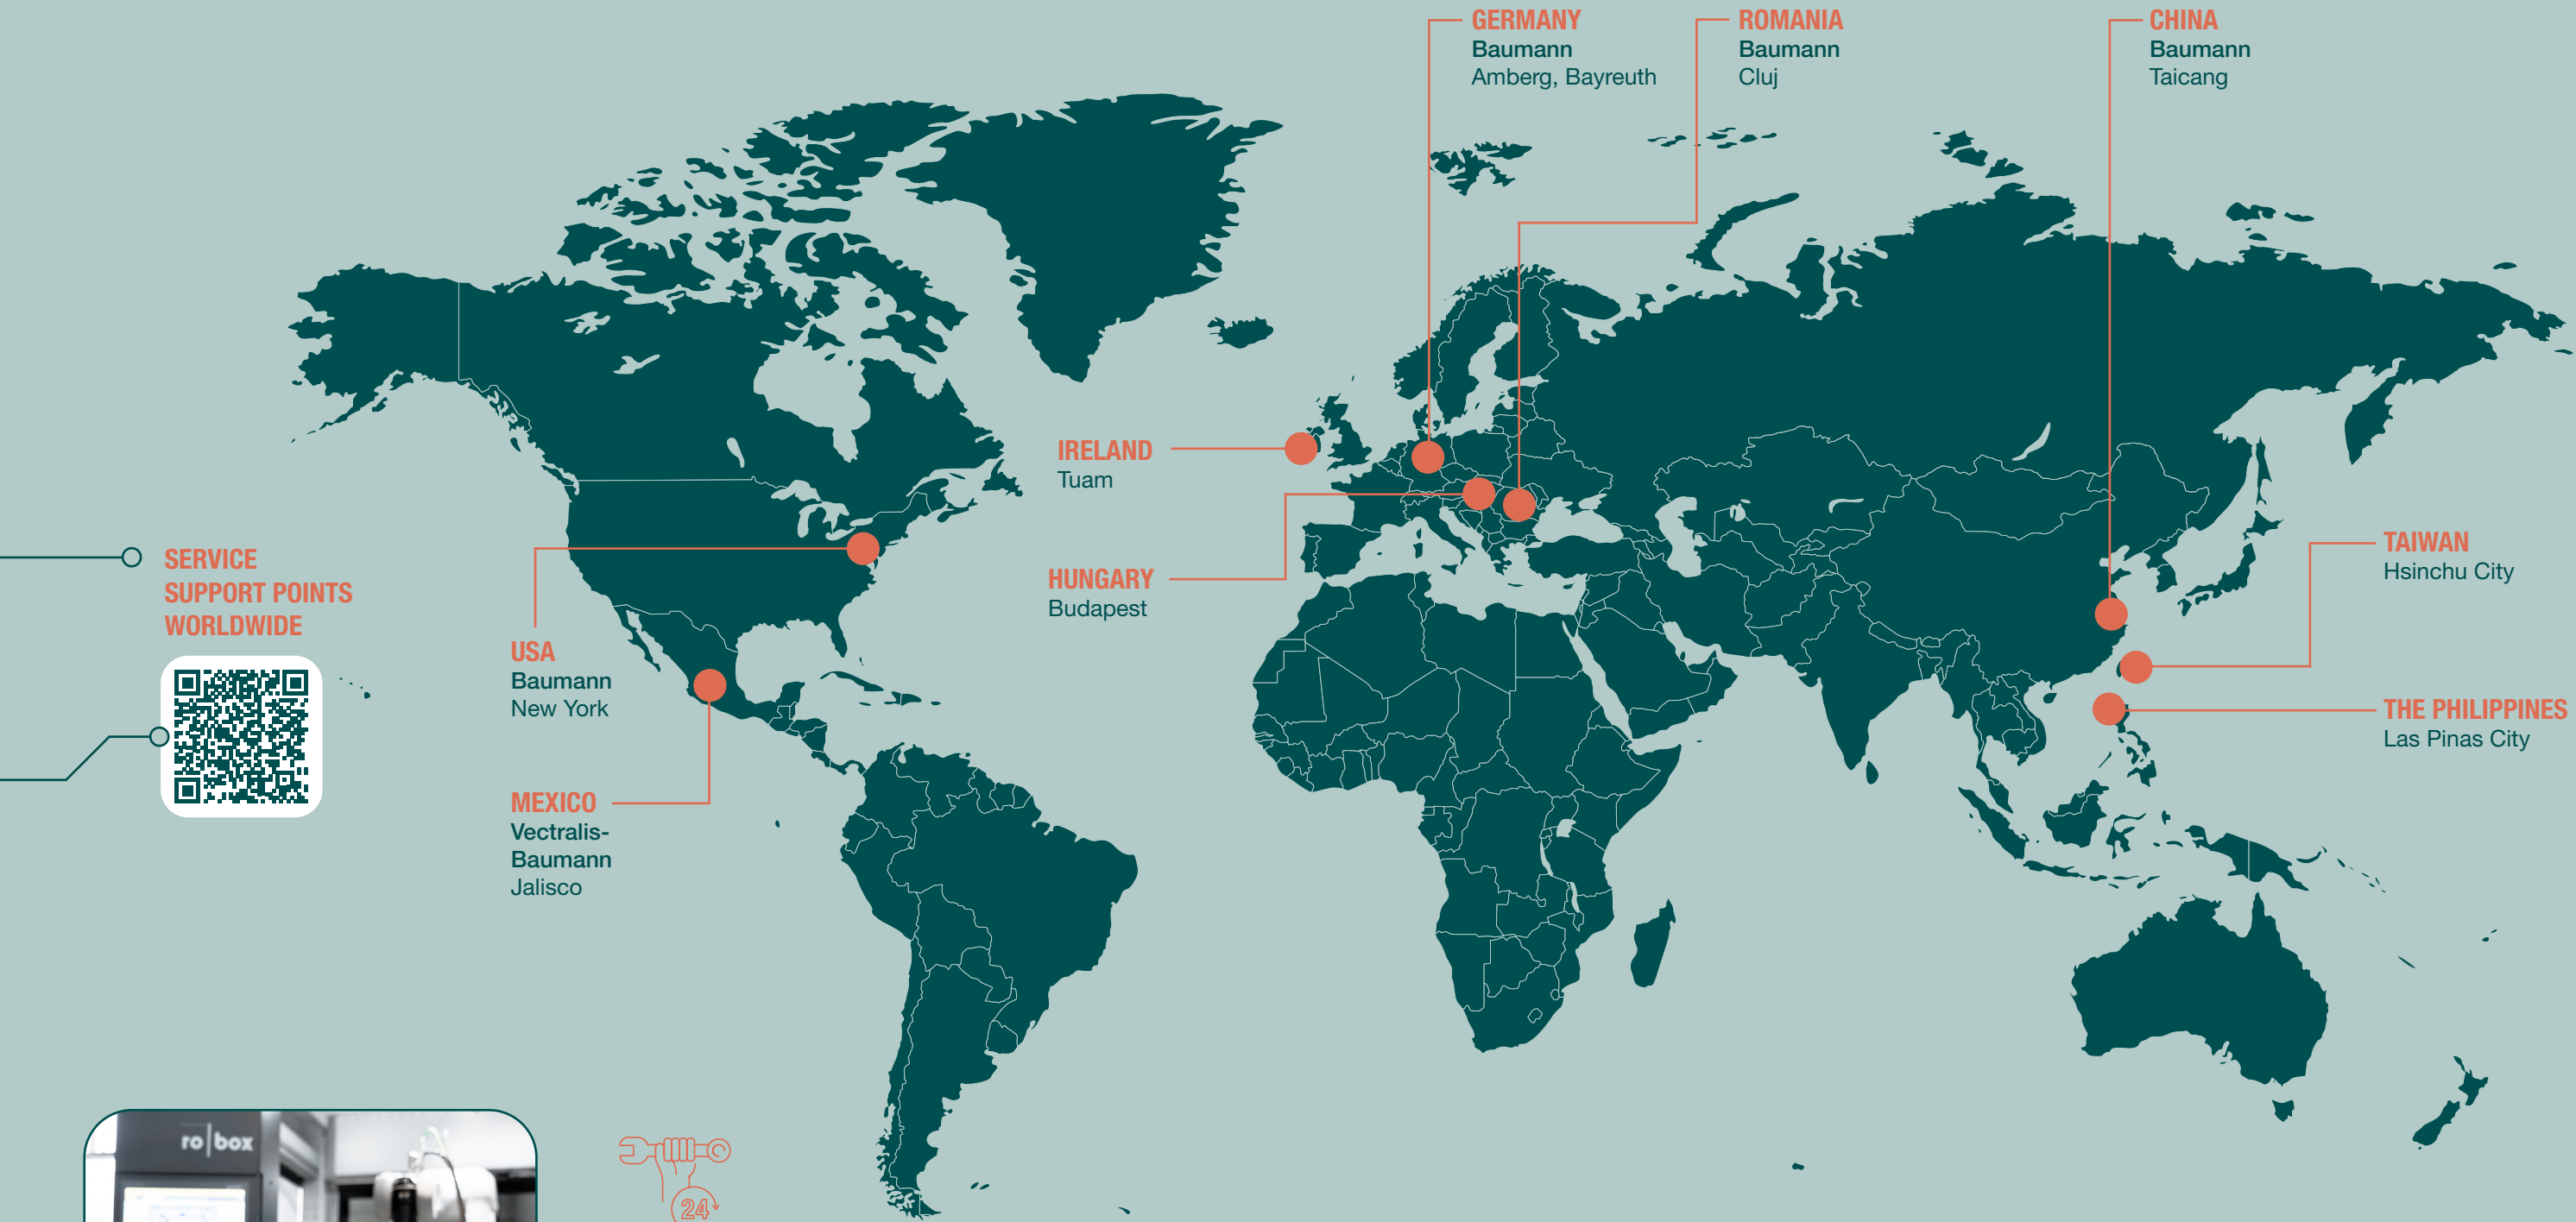 GERMANY
Baumann
Amberg, Bayreuth
ROMANIA
Baumann
Cluj
CHINA
Baumann
Taicang
IRELAND
Tuam
HUNGARY
Budapest
TAIWAN
Hsinchu City
THE PHILIPPINES
Las Pinas City
SERVICE
SUPPORT POINTS
WORLDWIDE
USA
Baumann
New York
MEXICO
Vectralis-
Baumann
Jalisco
ro|box
24